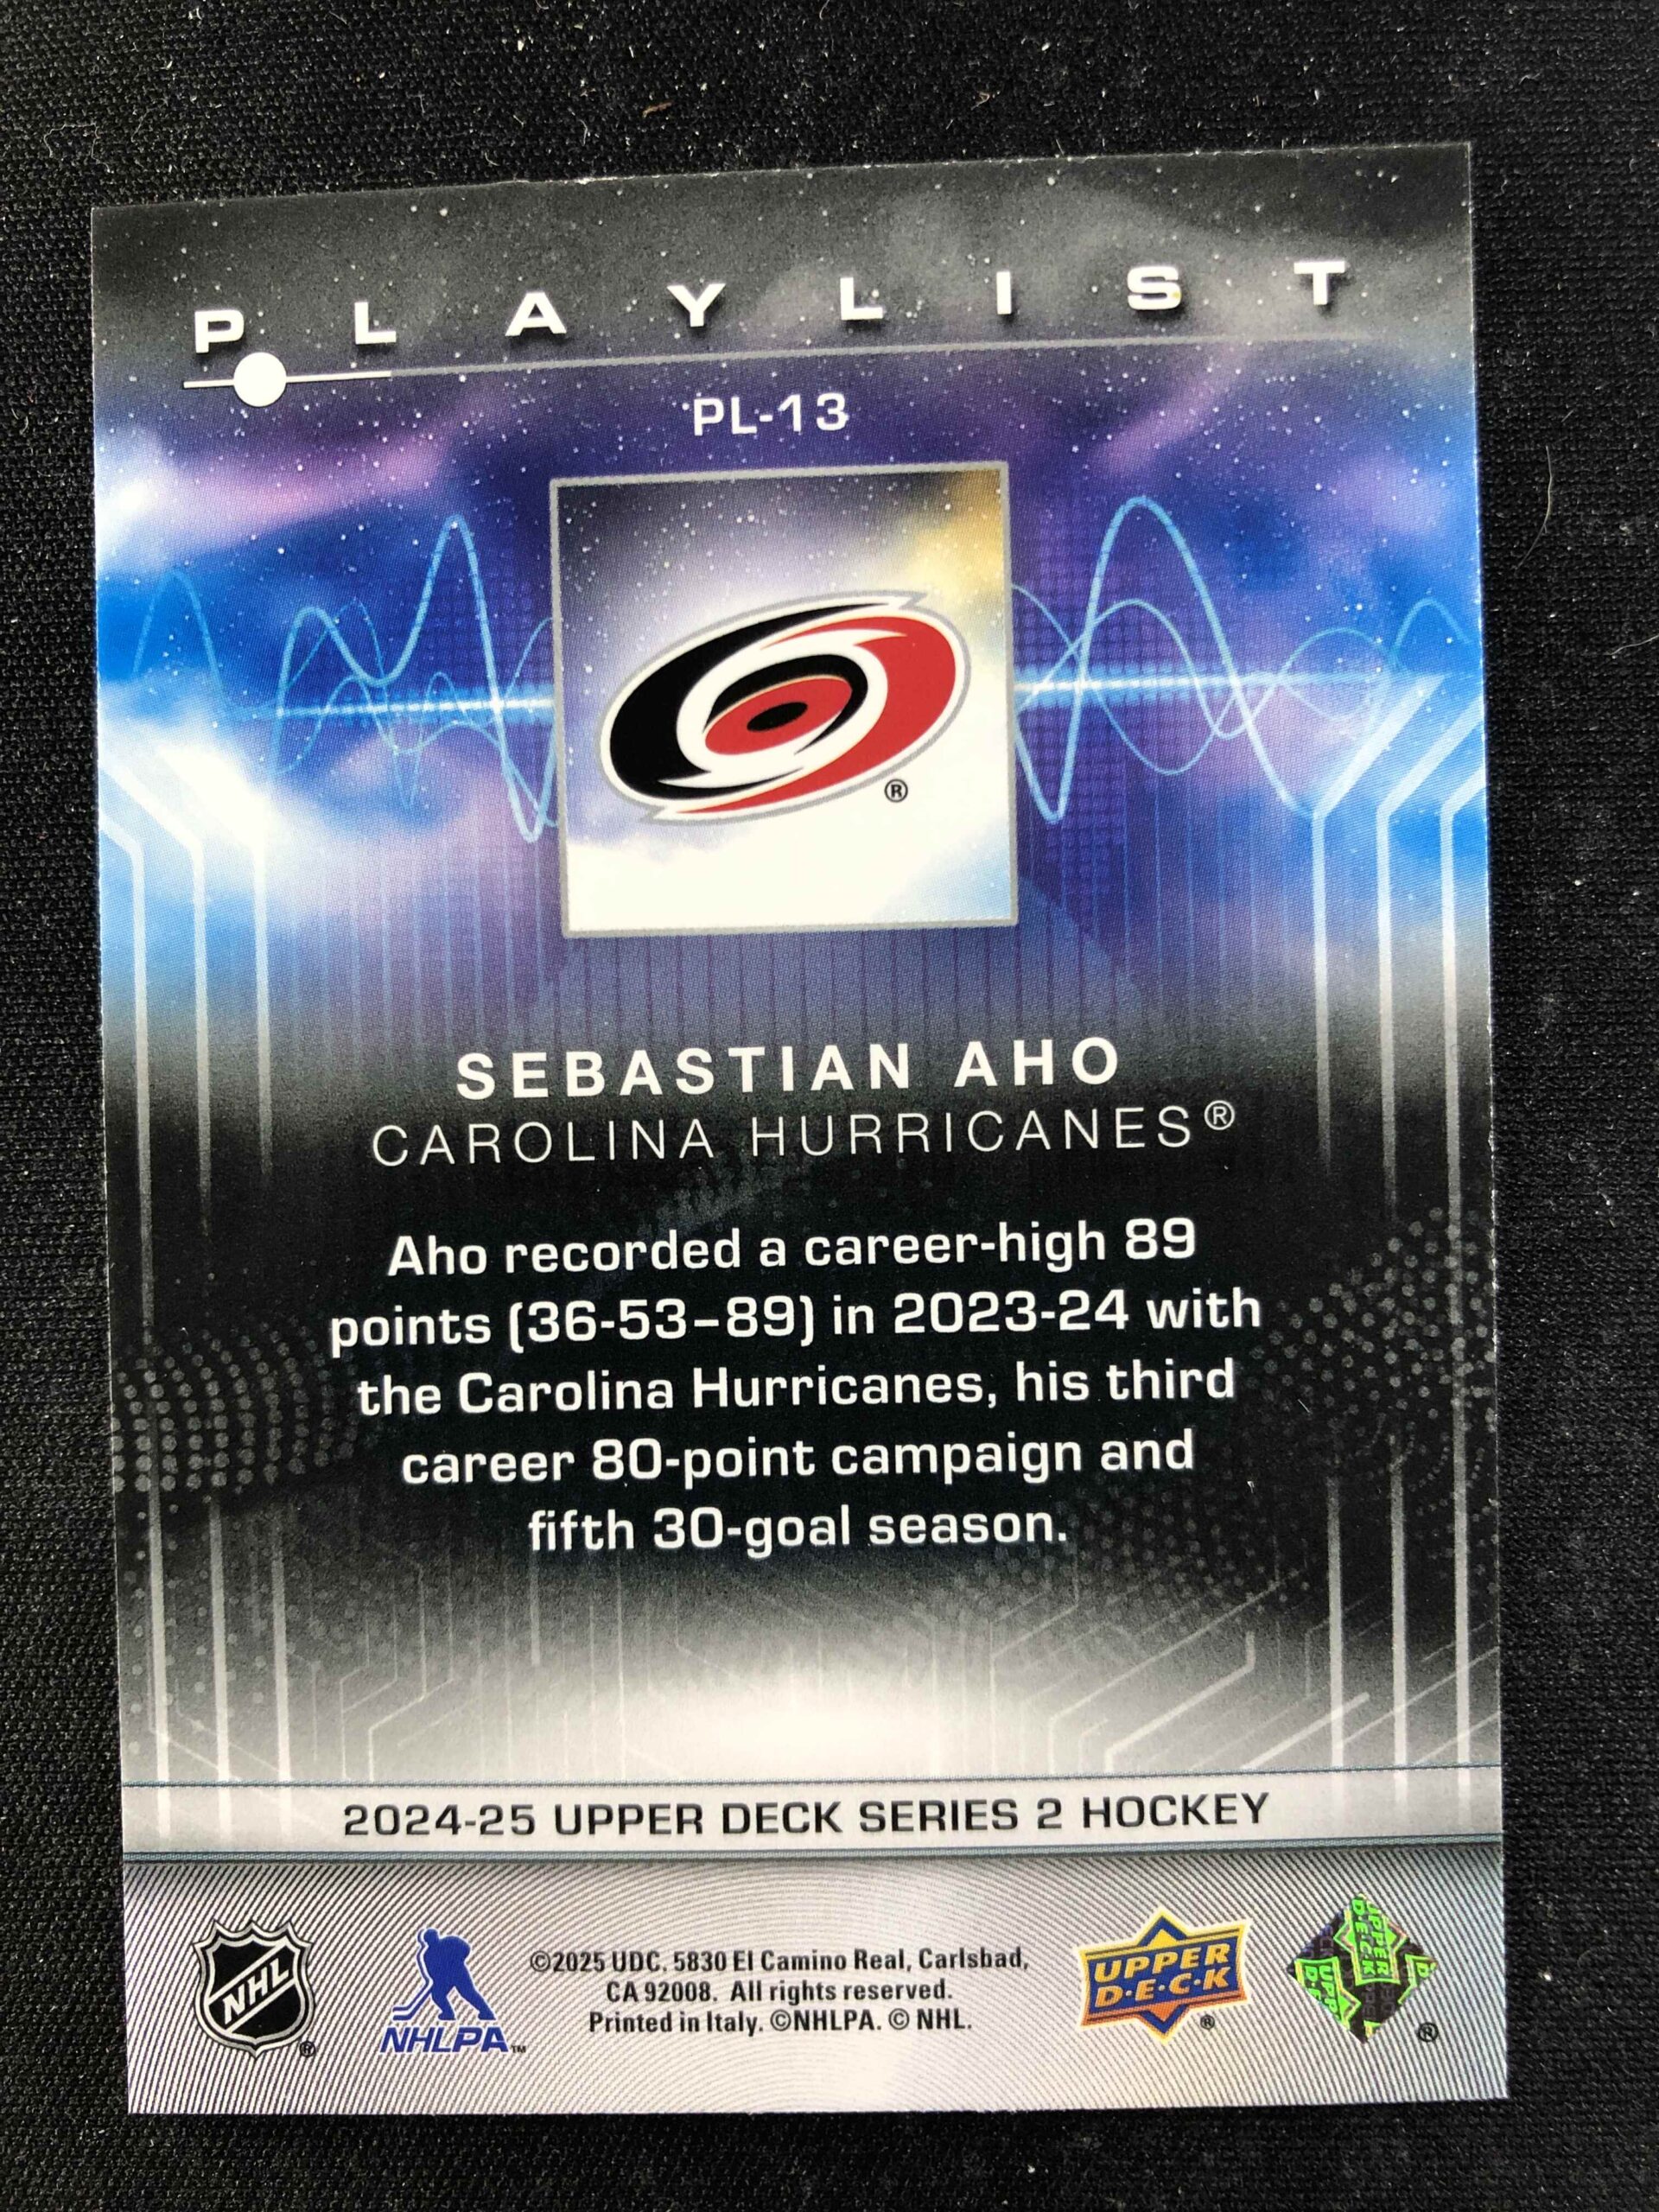 PLAYLIST
PL-13
®
SEBASTIAN AHO
CAROLINA HURRICANES®
Aho recorded a career-high 89
points (36-53–89) in 2023-24 with
the Carolina Hurricanes, his third
career 80-point campaign and
fifth 30-goal season.
2024-25 UPPER DECK SERIES 2 HOCKEY
NHL
®
NHLPA™
©2025 UDC. 5830 El Camino Real, Carlsbad,
CA 92008. All rights reserved.
Printed in Italy. ©NHLPA. © NHL.
UPPER
D·E·C·K
®
UPPER
D·E·C·K
®